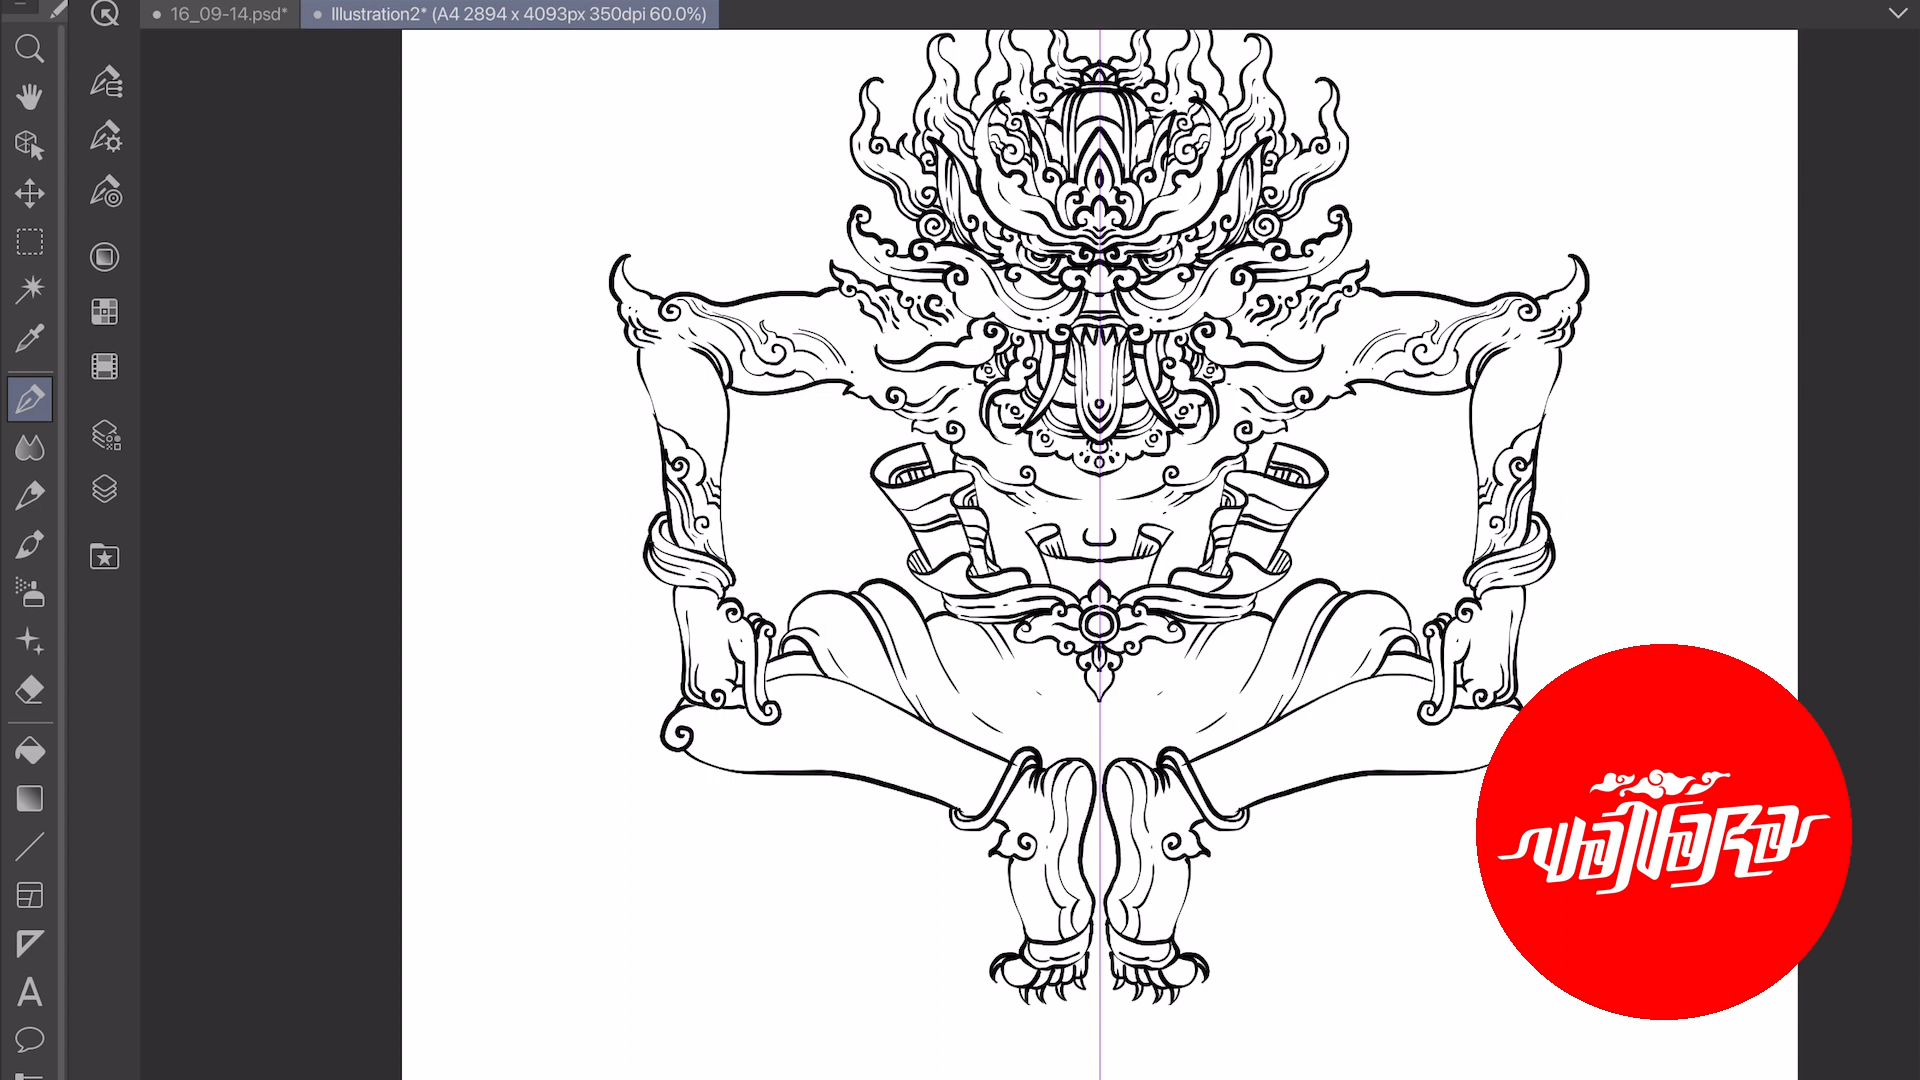 16_09-14.psd*
Illustration2* (A4 2894 x 4093px 350dpi 60.0%)
A